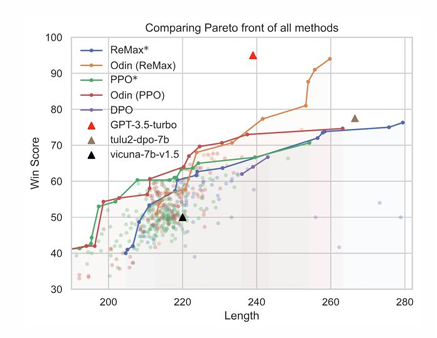 Comparing Pareto front of all methods
100
90
80
70
60
50
40
30
Win Score
ReMax*
Odin (ReMax)
PPO*
Odin (PPO)
DPO
GPT-3.5-turbo
tulu2-dpo-7b
vicuna-7b-v1.5
200
220
240
260
280
Length